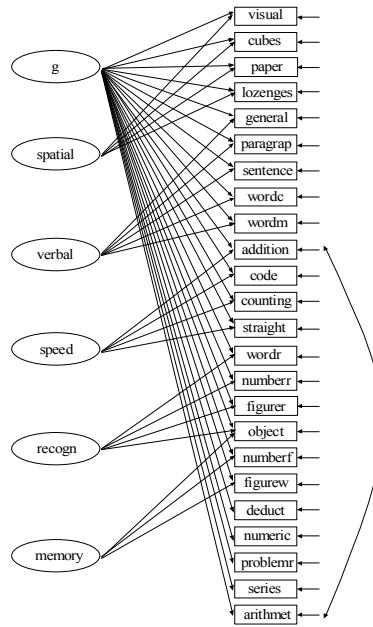 g
spatial
verbal
speed
recogn
memory
visual
cubes
paper
lozenges
general
paragrap
sentence
wordc
wordm
addition
code
counting
straight
wordr
numberr
figurer
object
numberf
figurew
deduct
numeric
problemr
series
arithmet